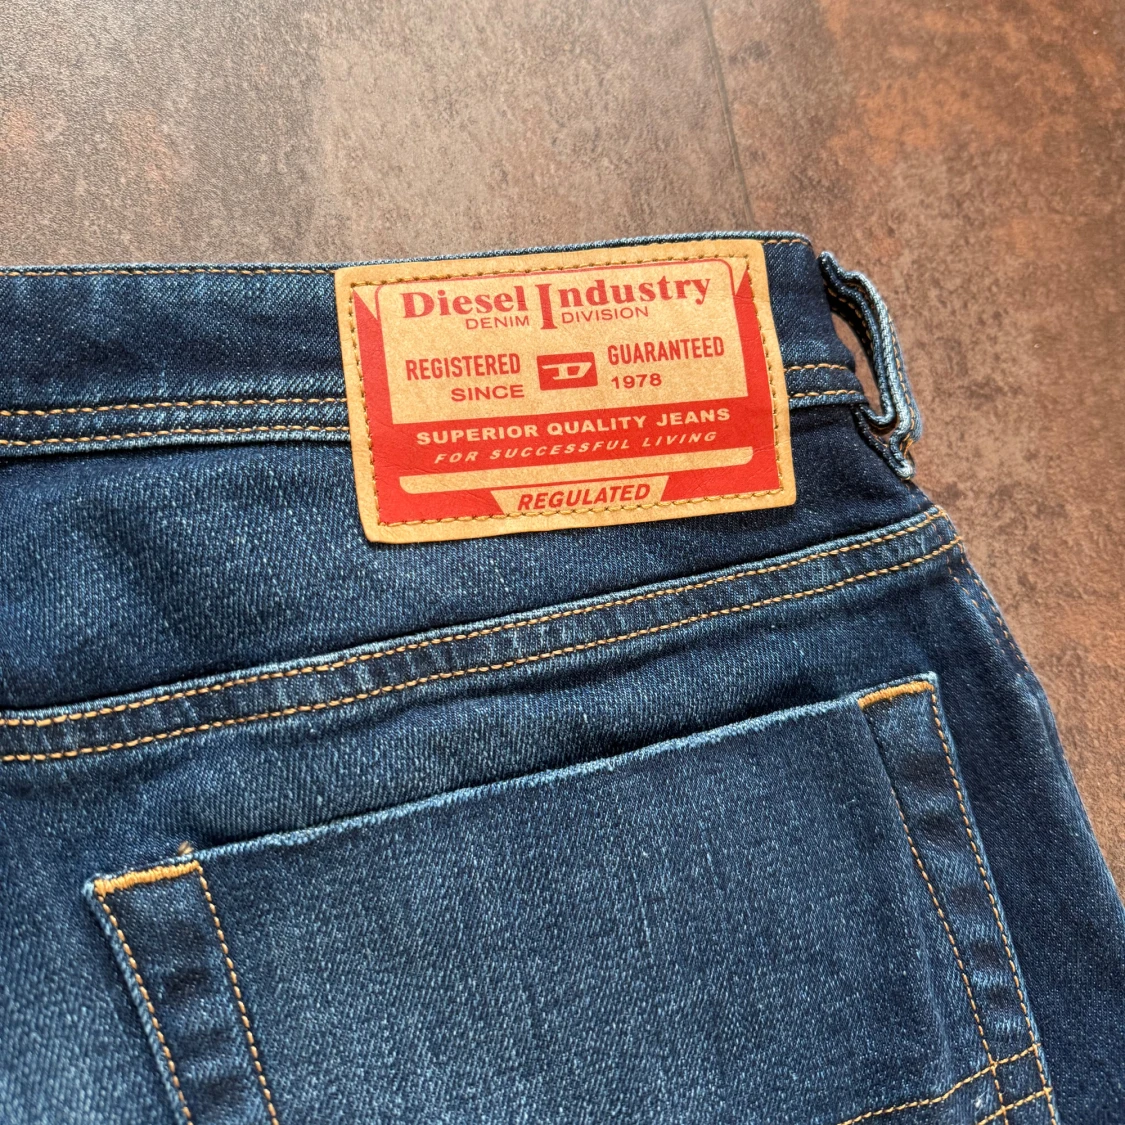 Diesel Industry
DENIM DIVISION
REGISTERED D GUARANTEED
SINCE 1978
SUPERIOR QUALITY JEANS
FOR SUCCESSFUL LIVING
REGULATED